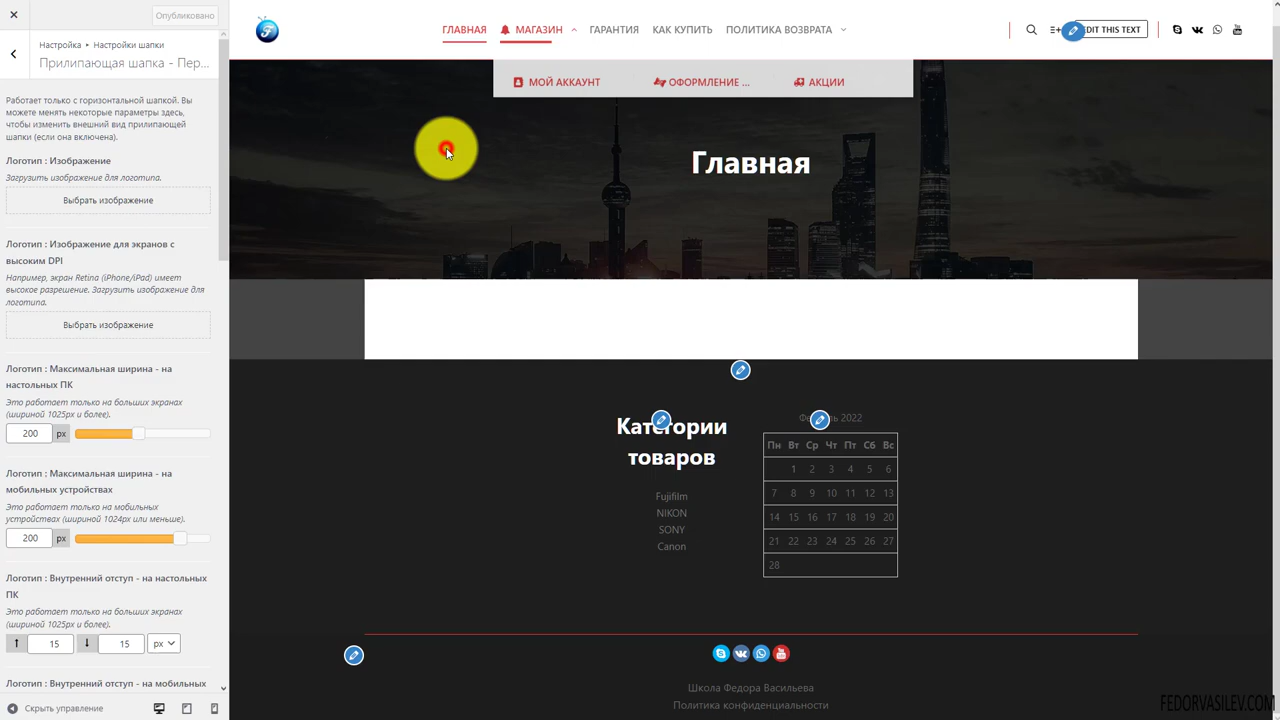 Опубликовано
Настройка ▸ Настройки шапки
Прилипающая шапка - Пер...
Работает только с горизонтальной шапкой. Вы
можете менять некоторые параметры здесь,
чтобы изменить внешний вид прилипающей
шапки (если она включена).
Логотип : Изображение
Загрузить изображение для логотипа.
Выбрать изображение
Логотип : Изображение для экранов с
высоким DPI
Например, экран Retina (iPhone/iPad) имеет
высокое разрешение. Загрузить изображение для
логотипа.
Выбрать изображение
Логотип : Максимальная ширина - на
настольных ПК
Это работает только на больших экранах
(шириной 1025px и более).
200 px
Логотип : Максимальная ширина - на
мобильных устройствах
Это работает только на мобильных
устройствах (шириной 1024px или меньше).
200 px
Логотип : Внутренний отступ - на настольных
ПК
Это работает только на больших экранах
(шириной 1025px и более).
15 15 px
Логотип : Внутренний отступ - на мобильных
Скрыть управление
ГЛАВНАЯ МАГАЗИН ГАРАНТИЯ КАК КУПИТЬ ПОЛИТИКА ВОЗВРАТА
EDIT THIS TEXT
МОЙ АККАУНТ ОФОРМЛЕНИЕ ... АКЦИИ
Главная
Категории
товаров
Fujifilm
NIKON
SONY
Canon
2022
Пн Вт Ср Чт Пт Сб Вс
1 2 3 4 5 6
7 8 9 10 11 12 13
14 15 16 17 18 19 20
21 22 23 24 25 26 27
28
Школа Федора Васильева
Политика конфиденциальности
FEDORVASILEV.COM